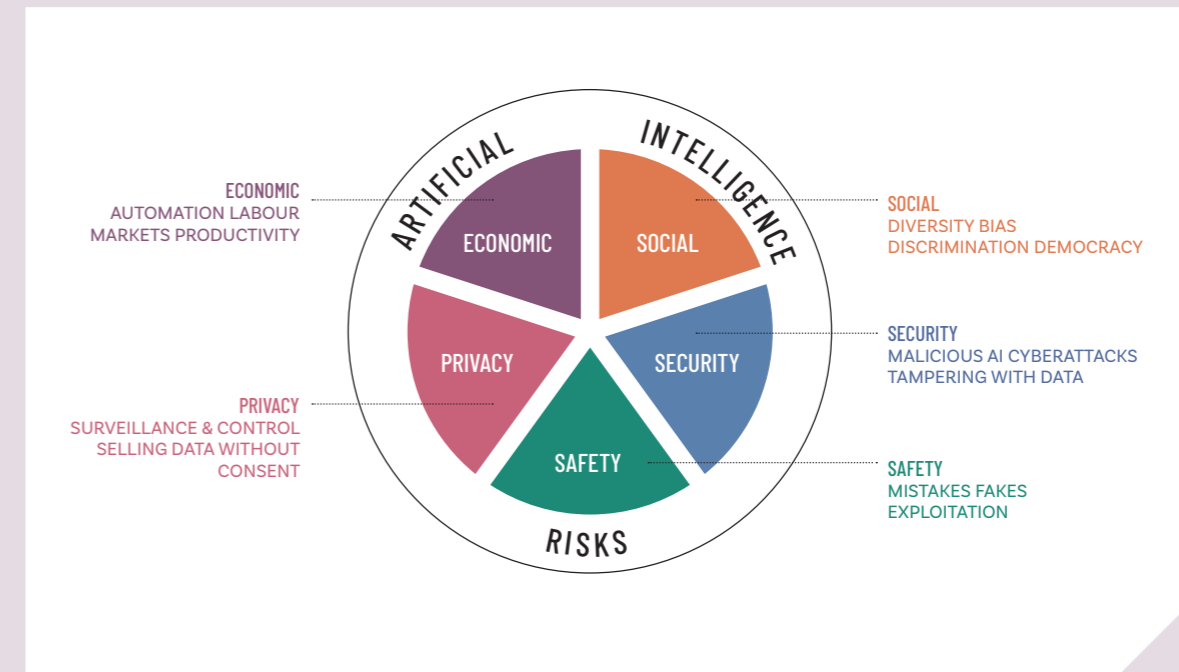 ARTIFICIAL
INTELLIGENCE
RISKS
ECONOMIC
SOCIAL
PRIVACY
SECURITY
SAFETY
ECONOMIC
AUTOMATION LABOUR
MARKETS PRODUCTIVITY
PRIVACY
SURVEILLANCE & CONTROL
SELLING DATA WITHOUT
CONSENT
SOCIAL
DIVERSITY BIAS
DISCRIMINATION DEMOCRACY
SECURITY
MALICIOUS AI CYBERATTACKS
TAMPERING WITH DATA
SAFETY
MISTAKES FAKES
EXPLOITATION